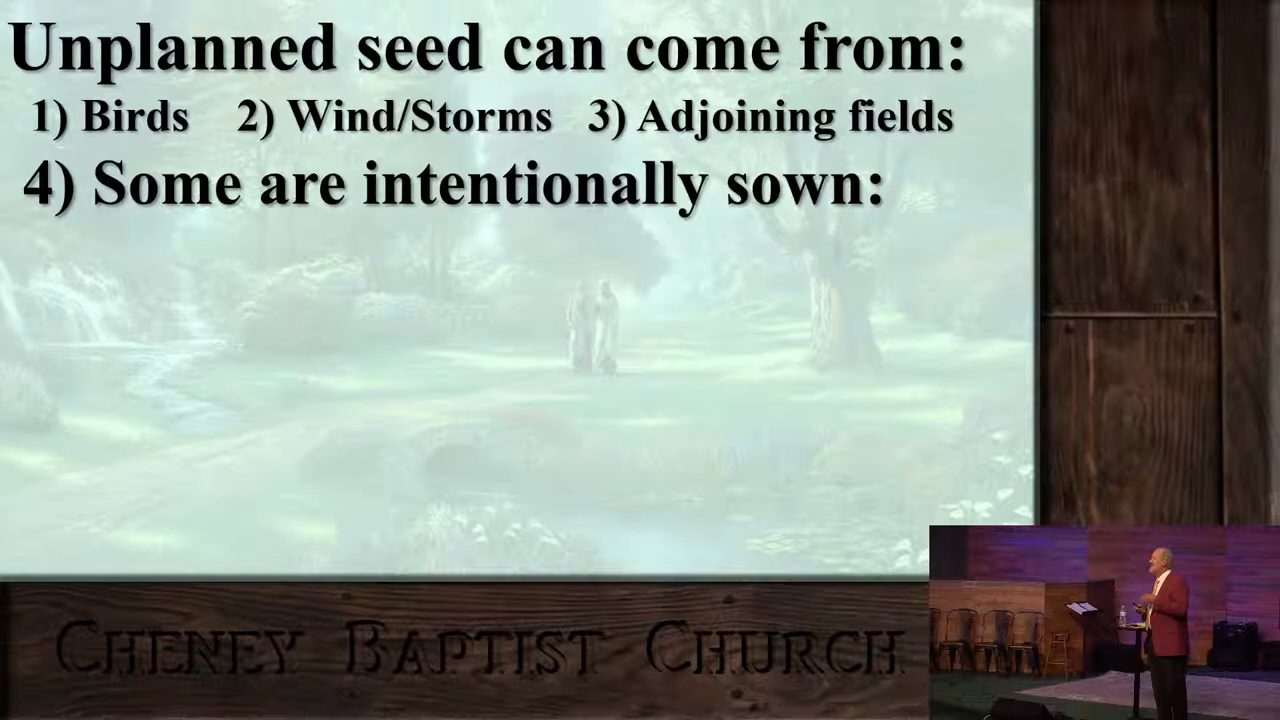 Unplanned seed can come from:
1) Birds 2) Wind/Storms 3) Adjoining fields
4) Some are intentionally sown:
Cheney Baptist Church